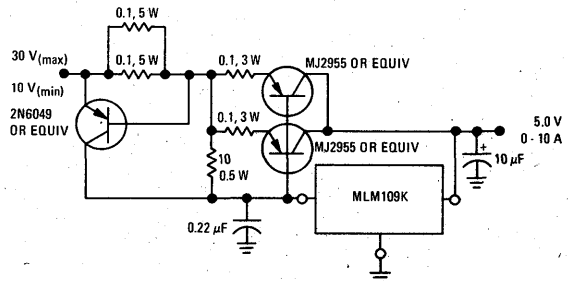 0.1, 5 W
30 V(max)
0.1, 5 W
0.1, 3 W
MJ2955 OR EQUIV
10 V(min)
2N6049
OR EQUIV
0.1, 3 W
MJ2955 OR EQUIV
5.0 V
0 - 10 A
10
0.5 W
+
10 μF
MLM109K
0.22 μF